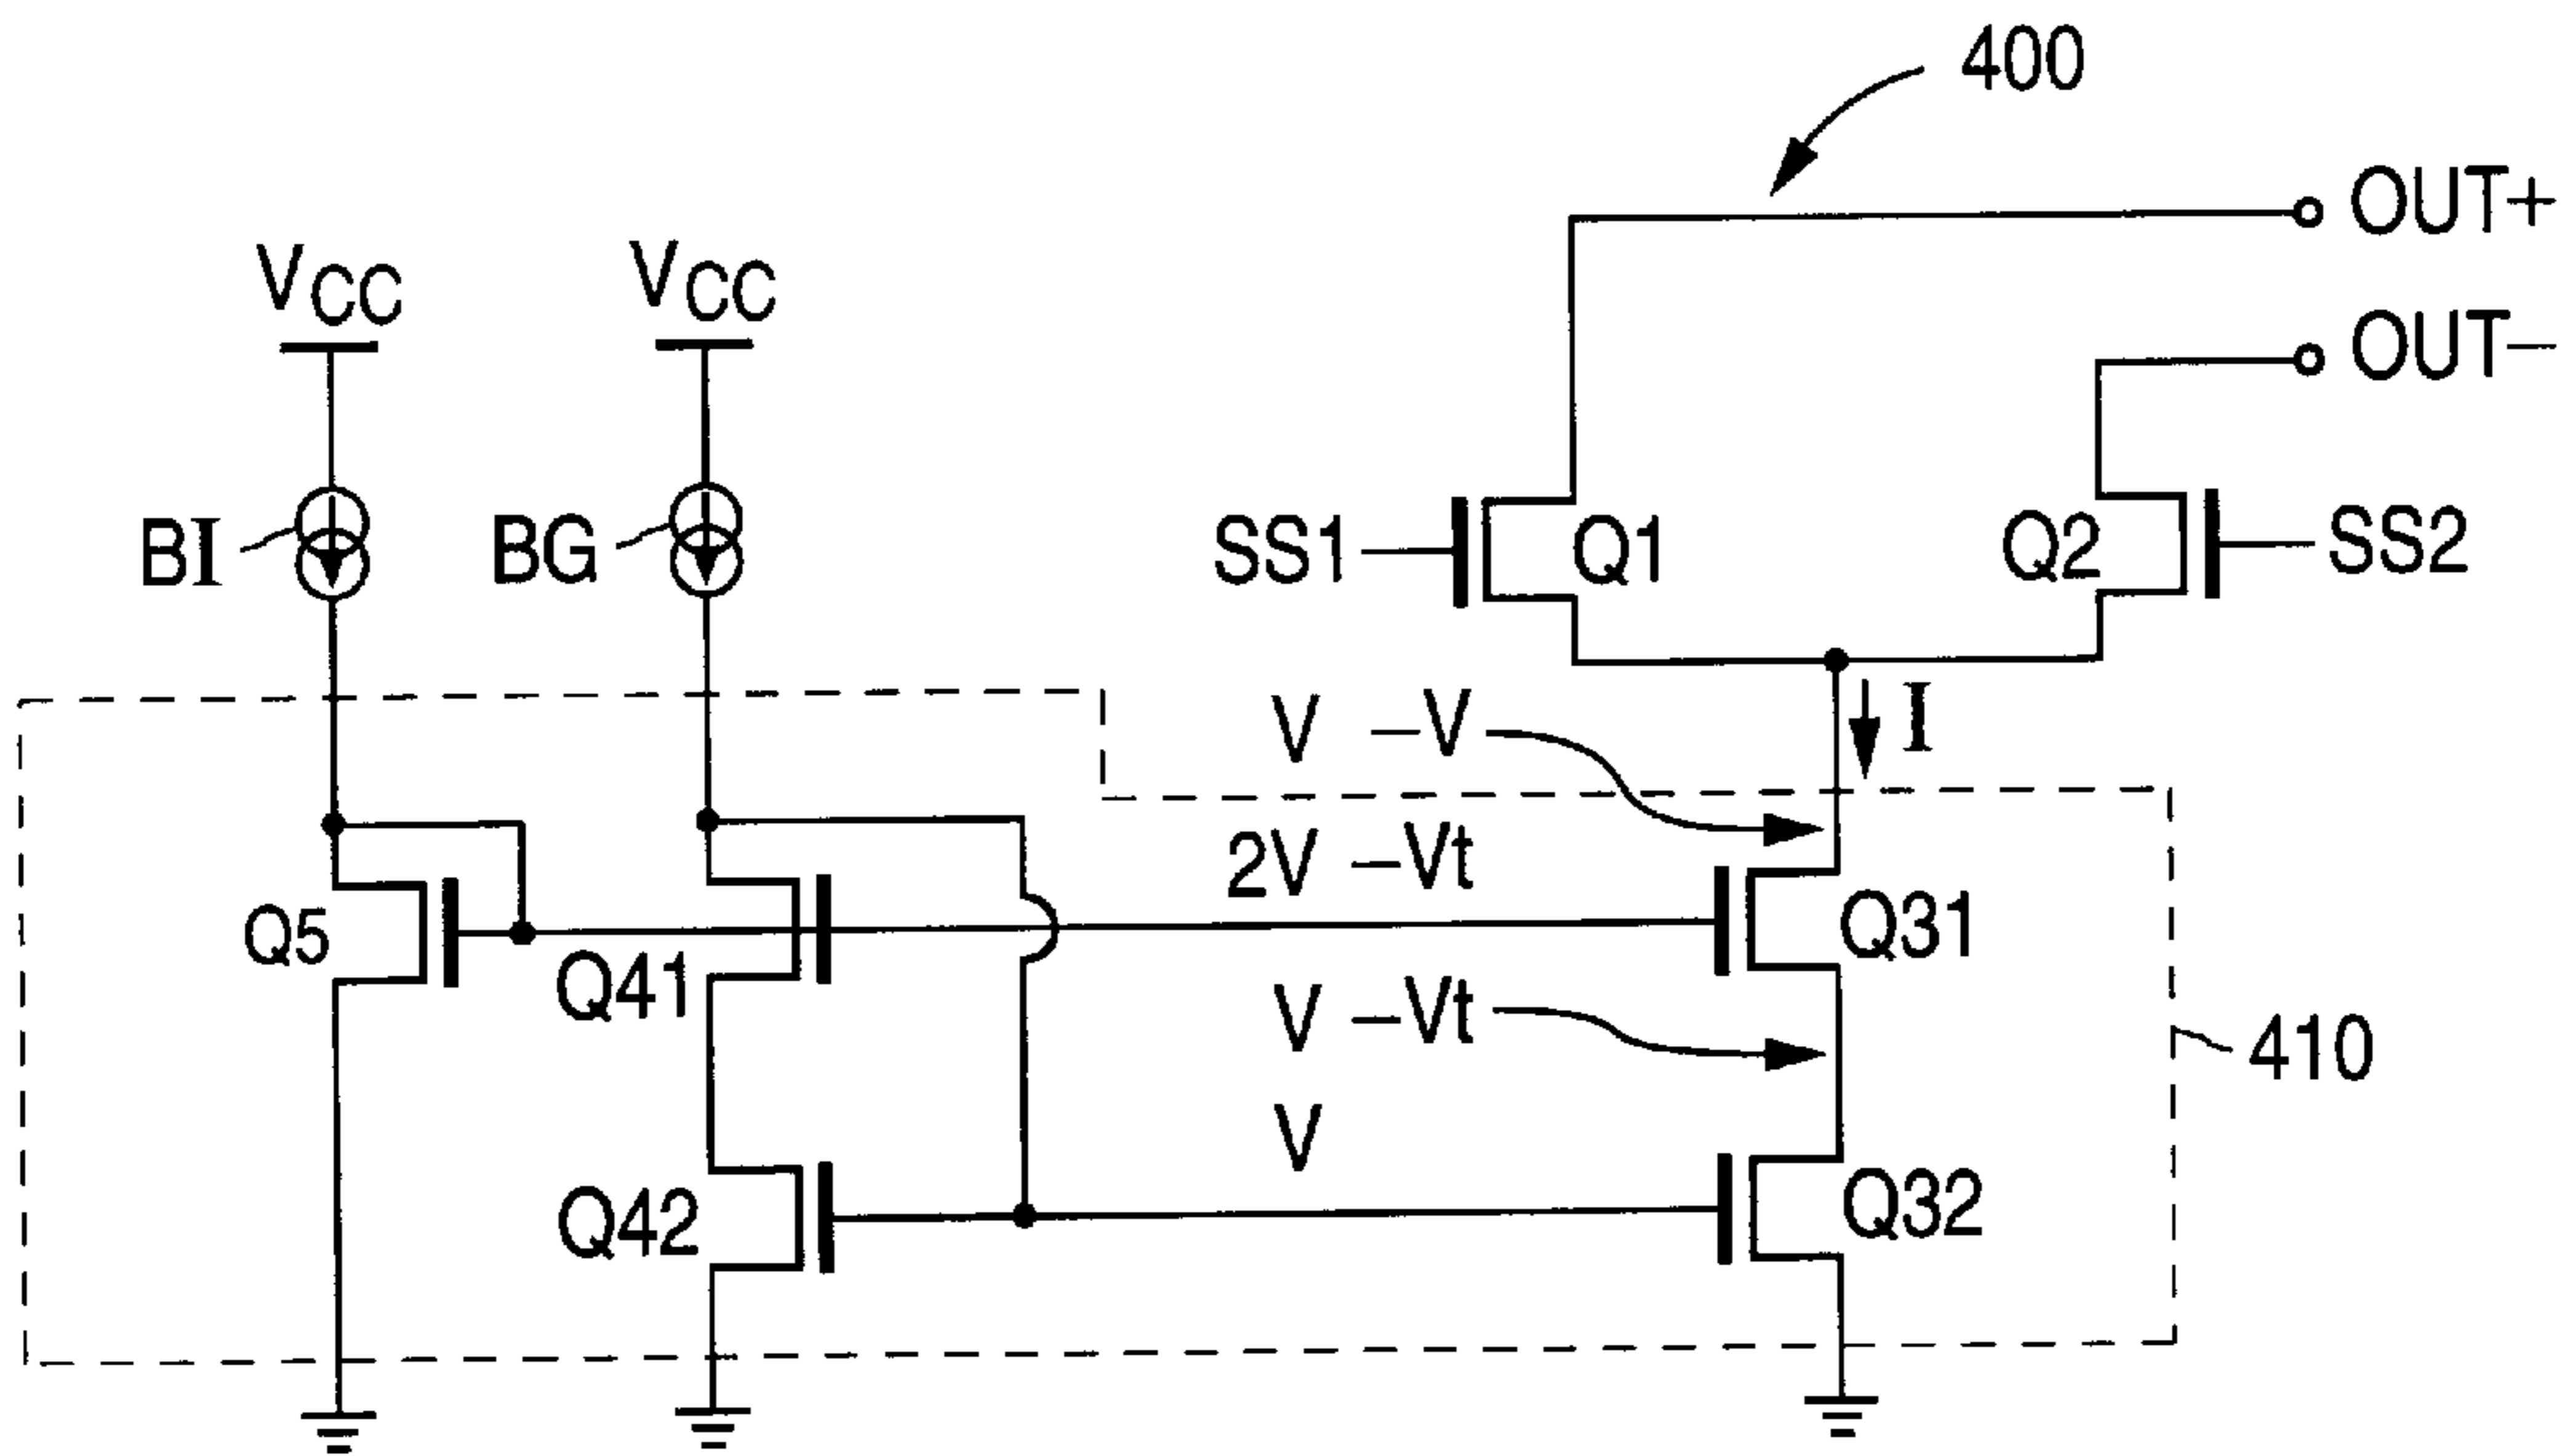 400
OUT+
OUT−
VCC
VCC
BI
BG
SS1
Q1
Q2
SS2
V −V
I
2V −Vt
Q5
Q41
Q31
V −Vt
410
V
Q42
Q32